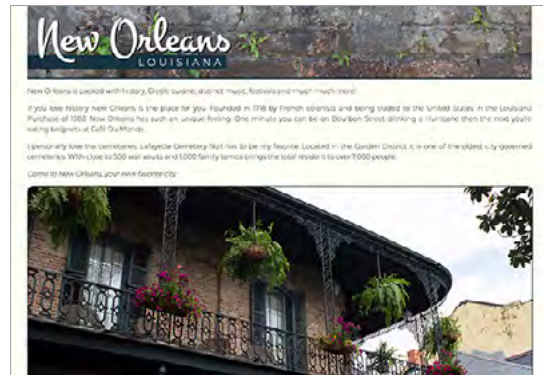 New Orleans
LOUISIANA
New Orleans is packed with history, Creole cuisine, distinct music, festivals and much much more!
If you love history New Orleans is the place for you. Founded in 1718 by French colonists and being traded to the United States in the Louisiana
Purchase of 1803. New Orleans has such an unique feeling. One minute you can be on Bourbon Street drinking a Hurricane then the next you're
eating beignets at Café Du Monde.
I personally love the cemeteries. Lafayette Cemetery No1 has to be my favorite. Located in the Garden District it is one of the oldest city-governed
cemeteries. With close to 500 wall vaults and 1,000 family tombs brings the total resident to over 7,000 people.
Come to New Orleans, your new favorite city.